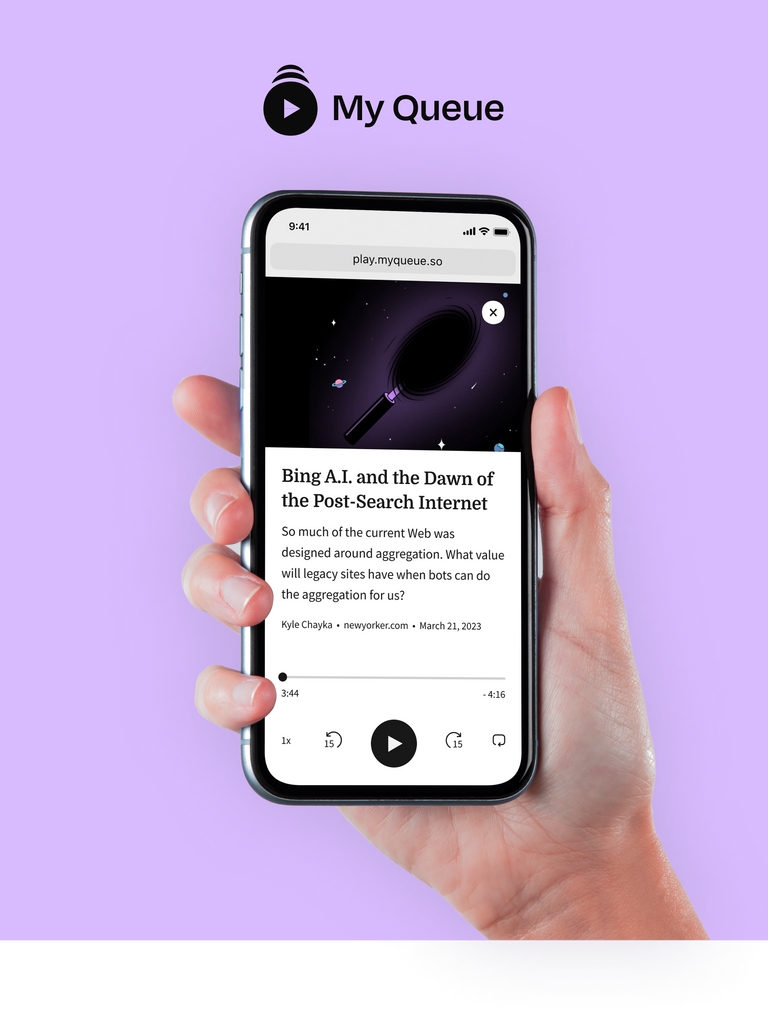 My Queue
9:41
play.myqueue.so
Bing A.I. and the Dawn of
the Post-Search Internet
So much of the current Web was
designed around aggregation. What value
will legacy sites have when bots can do
the aggregation for us?
Kyle Chayka • newyorker.com • March 21, 2023
3:44
- 4:16
1x
15
15